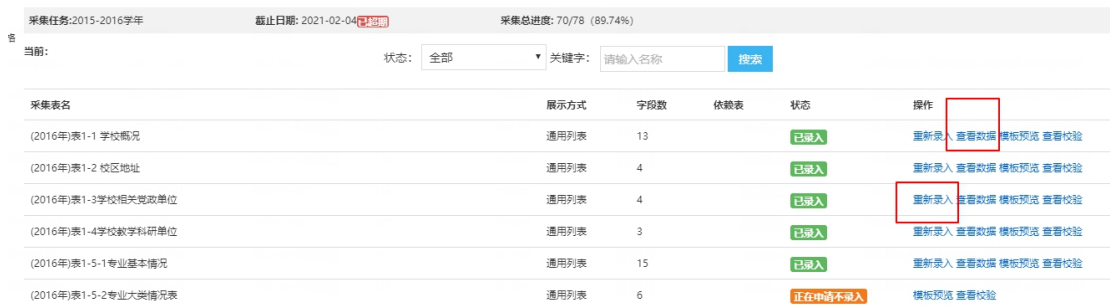 采集任务:2015-2016学年 截止日期: 2021-02-04 已超期 采集总进度: 70/78（89.74%）
当前: 状态: 全部 关键字: 请输入名称 搜索
采集表名 展示方式 字段数 依赖表 状态 操作
(2016年)表1-1 学校概况 通用列表 13 已录入 重新录入 查看数据 模板预览 查看校验
(2016年)表1-2 校区地址 通用列表 4 已录入 重新录入 查看数据 模板预览 查看校验
(2016年)表1-3学校相关党政单位 通用列表 4 已录入 重新录入 查看数据 模板预览 查看校验
(2016年)表1-4学校教学科研单位 通用列表 3 已录入 重新录入 查看数据 模板预览 查看校验
(2016年)表1-5-1专业基本情况 通用列表 15 已录入 重新录入 查看数据 模板预览 查看校验
(2016年)表1-5-2专业大类情况表 通用列表 6 正在申请不录入 模板预览 查看校验